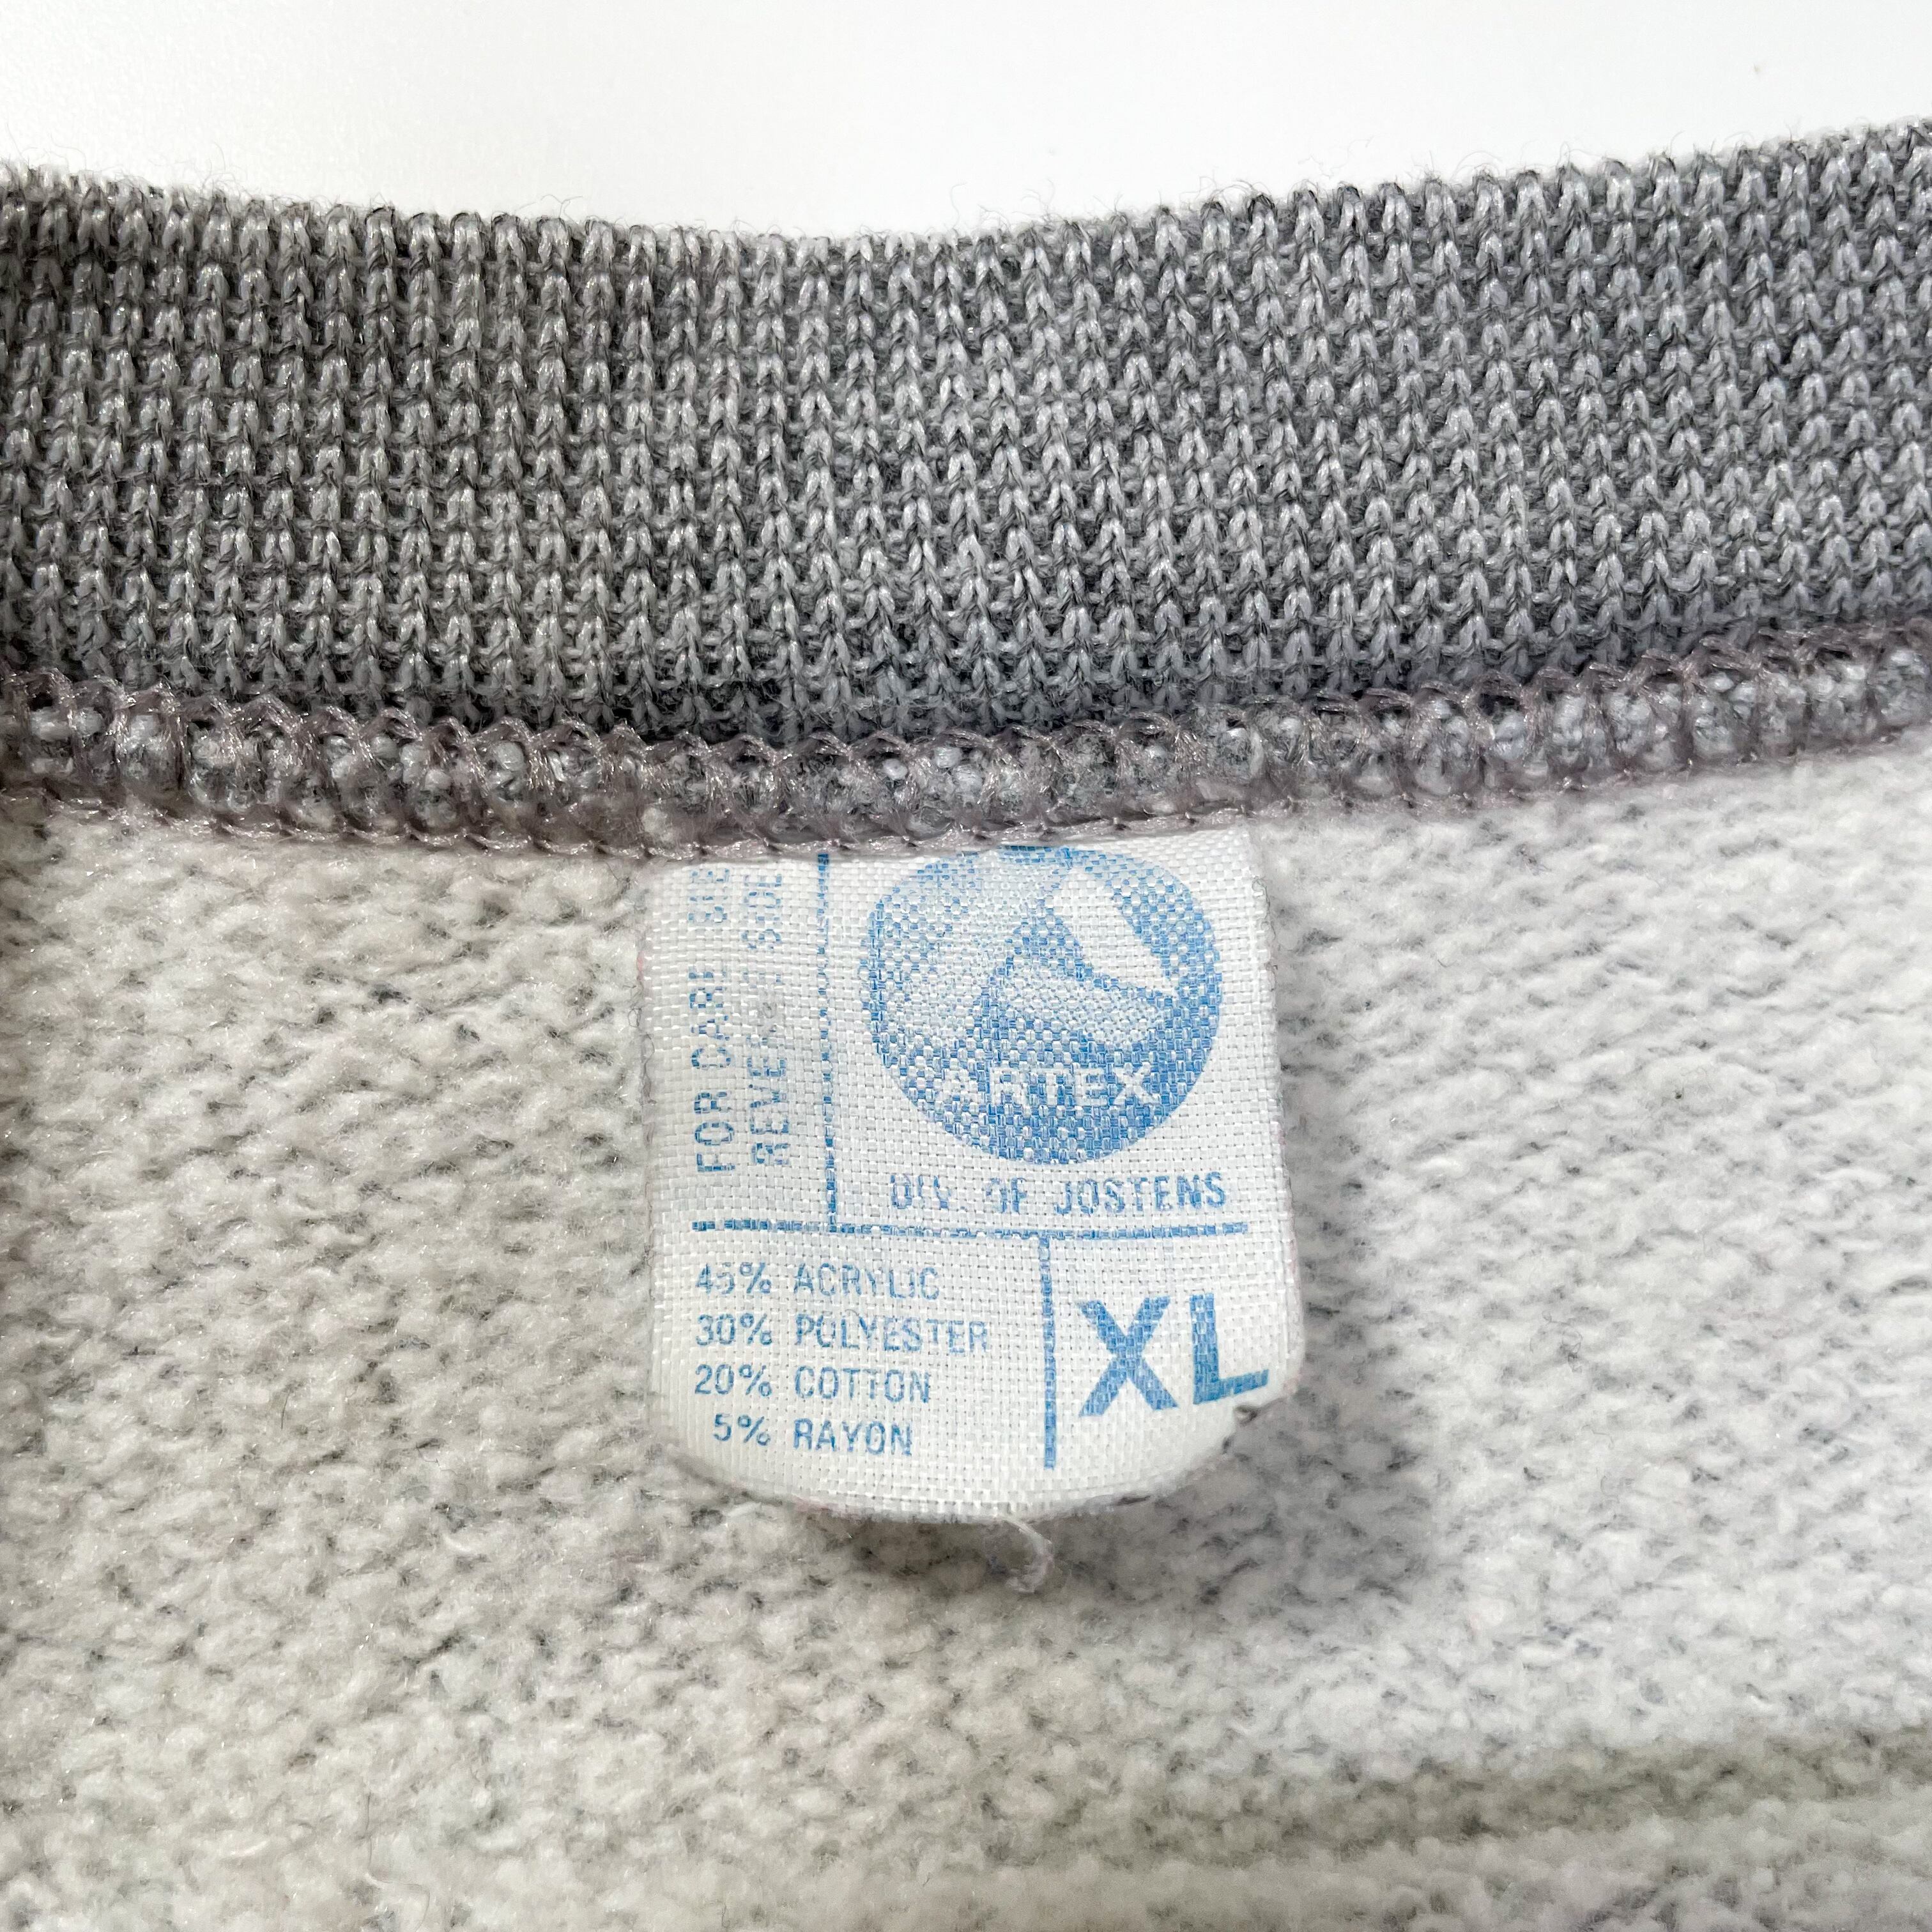 FOR CARE SEE
REVERSE SIDE
ARTEX
DIV. OF JOSTENS
45% ACRYLIC
30% POLYESTER
20% COTTON
5% RAYON
XL